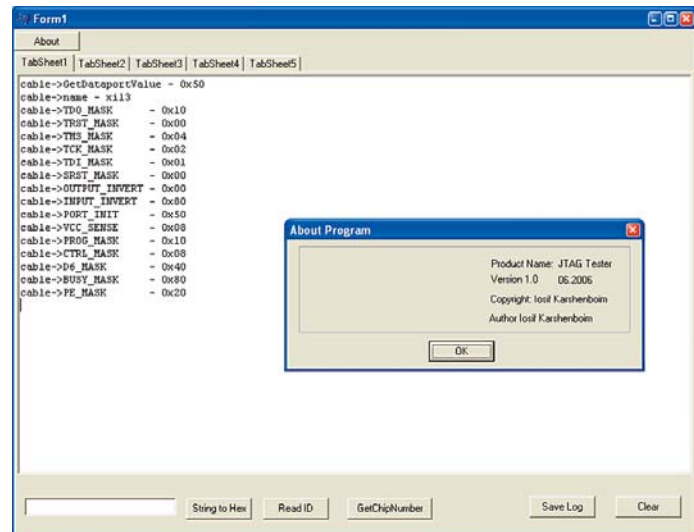 Form1
About
TabSheet1 TabSheet2 TabSheet3 TabSheet4 TabSheet5
cable->GetDataportValue - 0x50
cable->name - xil3
cable->TDO_MASK - 0x10
cable->TRST_MASK - 0x00
cable->TMS_MASK - 0x04
cable->TCK_MASK - 0x02
cable->TDI_MASK - 0x01
cable->SRST_MASK - 0x00
cable->OUTPUT_INVERT - 0x00
cable->INPUT_INVERT - 0x80
cable->PORT_INIT - 0x50
cable->VCC_SENSE - 0x08
cable->PROG_MASK - 0x10
cable->CTRL_MASK - 0x08
cable->D6_MASK - 0x40
cable->BUSY_MASK - 0x80
cable->PE_MASK - 0x20
About Program
Product Name: JTAG Tester
Version 1.0 06.2006
Copyright: Iosif Karshenboim
Author Iosif Karshenboim
OK
String to Hex Read ID GetChipNumber Save Log Clear